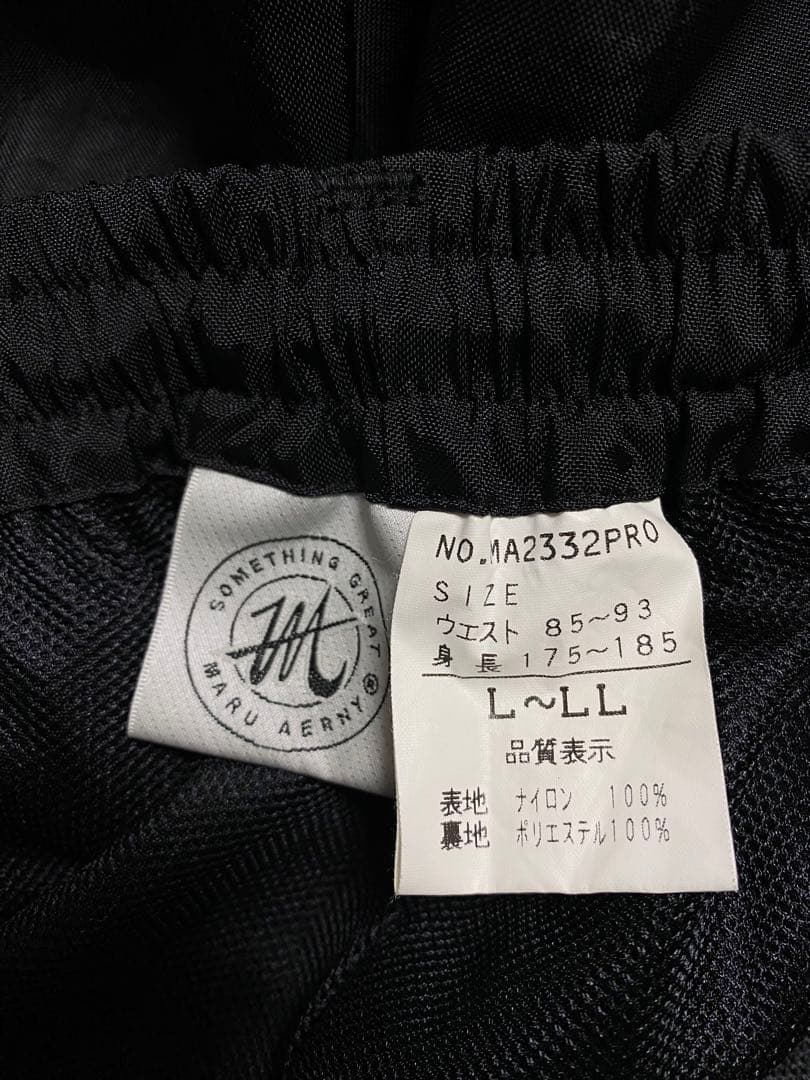 SOMETHING GREAT
M
MARU AERNY
NO.MA2332PRO
SIZE
ウエスト 85～93
身長 175～185
L～LL
品質表示
表地 ナイロン 100%
裏地 ポリエステル100%